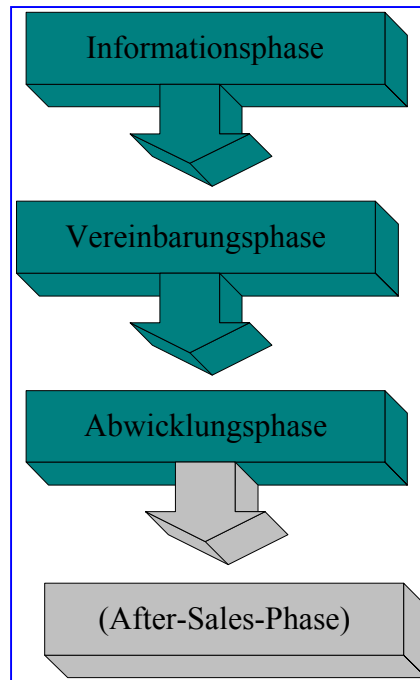 Informationsphase
Vereinbarungsphase
Abwicklungsphase
(After-Sales-Phase)